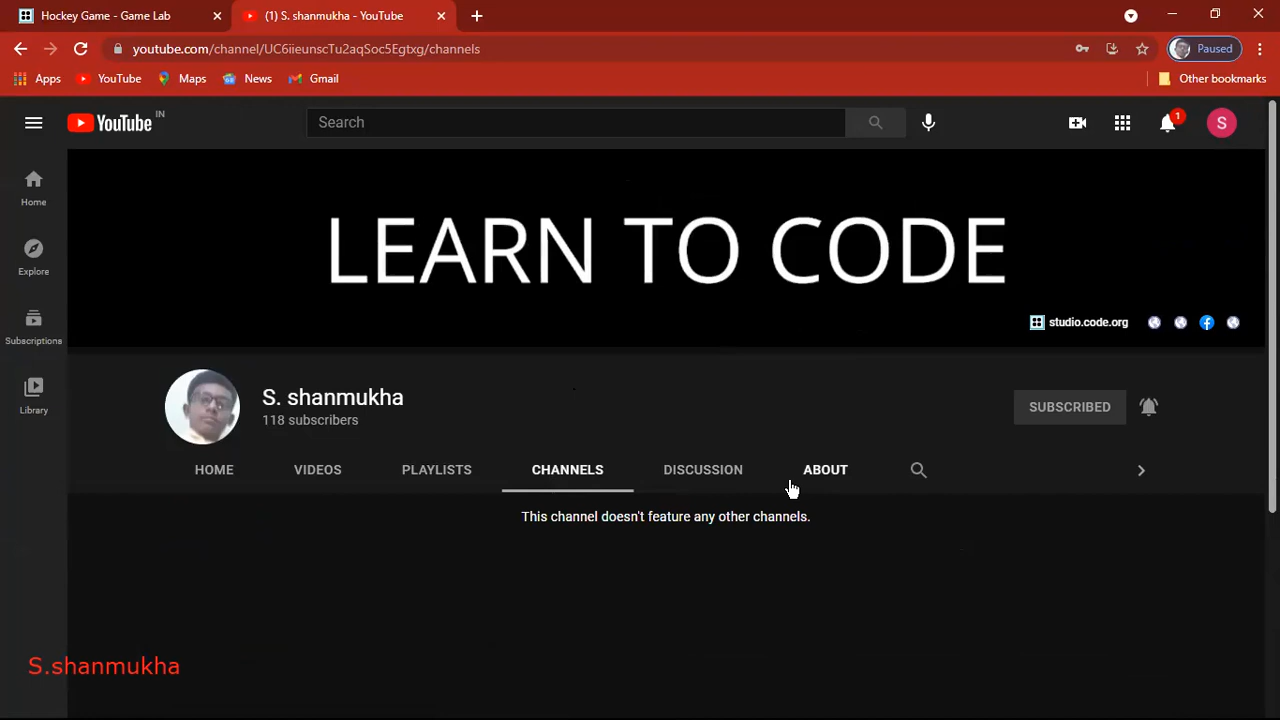 Hockey Game - Game Lab
(1) S. shanmukha - YouTube
youtube.com/channel/UC6iieunscTu2aqSoc5Egtxg/channels
Paused
Apps YouTube Maps News Gmail Other bookmarks
YouTube IN
Search
1
S
Home
Explore
Subscriptions
Library
LEARN TO CODE
studio.code.org
S. shanmukha
118 subscribers
SUBSCRIBED
HOME VIDEOS PLAYLISTS CHANNELS DISCUSSION ABOUT
This channel doesn't feature any other channels.
S.shanmukha